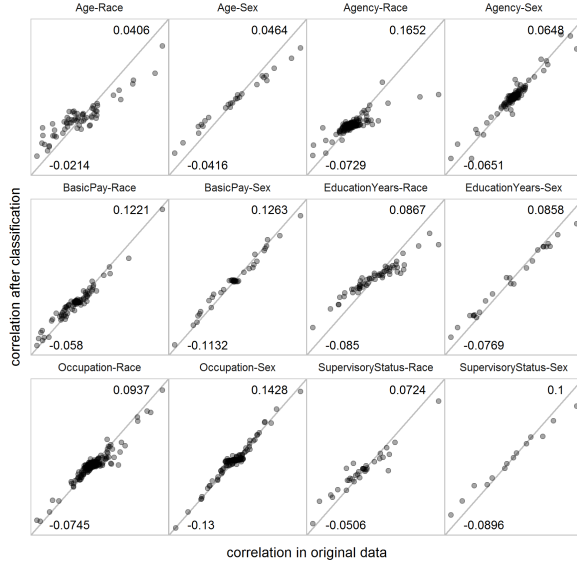 Age-Race
Age-Sex
Agency-Race
Agency-Sex
0.0406
0.0464
0.1652
0.0648
-0.0214
-0.0416
-0.0729
-0.0651
BasicPay-Race
BasicPay-Sex
EducationYears-Race
EducationYears-Sex
0.1221
0.1263
0.0867
0.0858
-0.058
-0.1132
-0.085
-0.0769
Occupation-Race
Occupation-Sex
SupervisoryStatus-Race
SupervisoryStatus-Sex
0.0937
0.1428
0.0724
0.1
-0.0745
-0.13
-0.0506
-0.0896
correlation after classification
correlation in original data